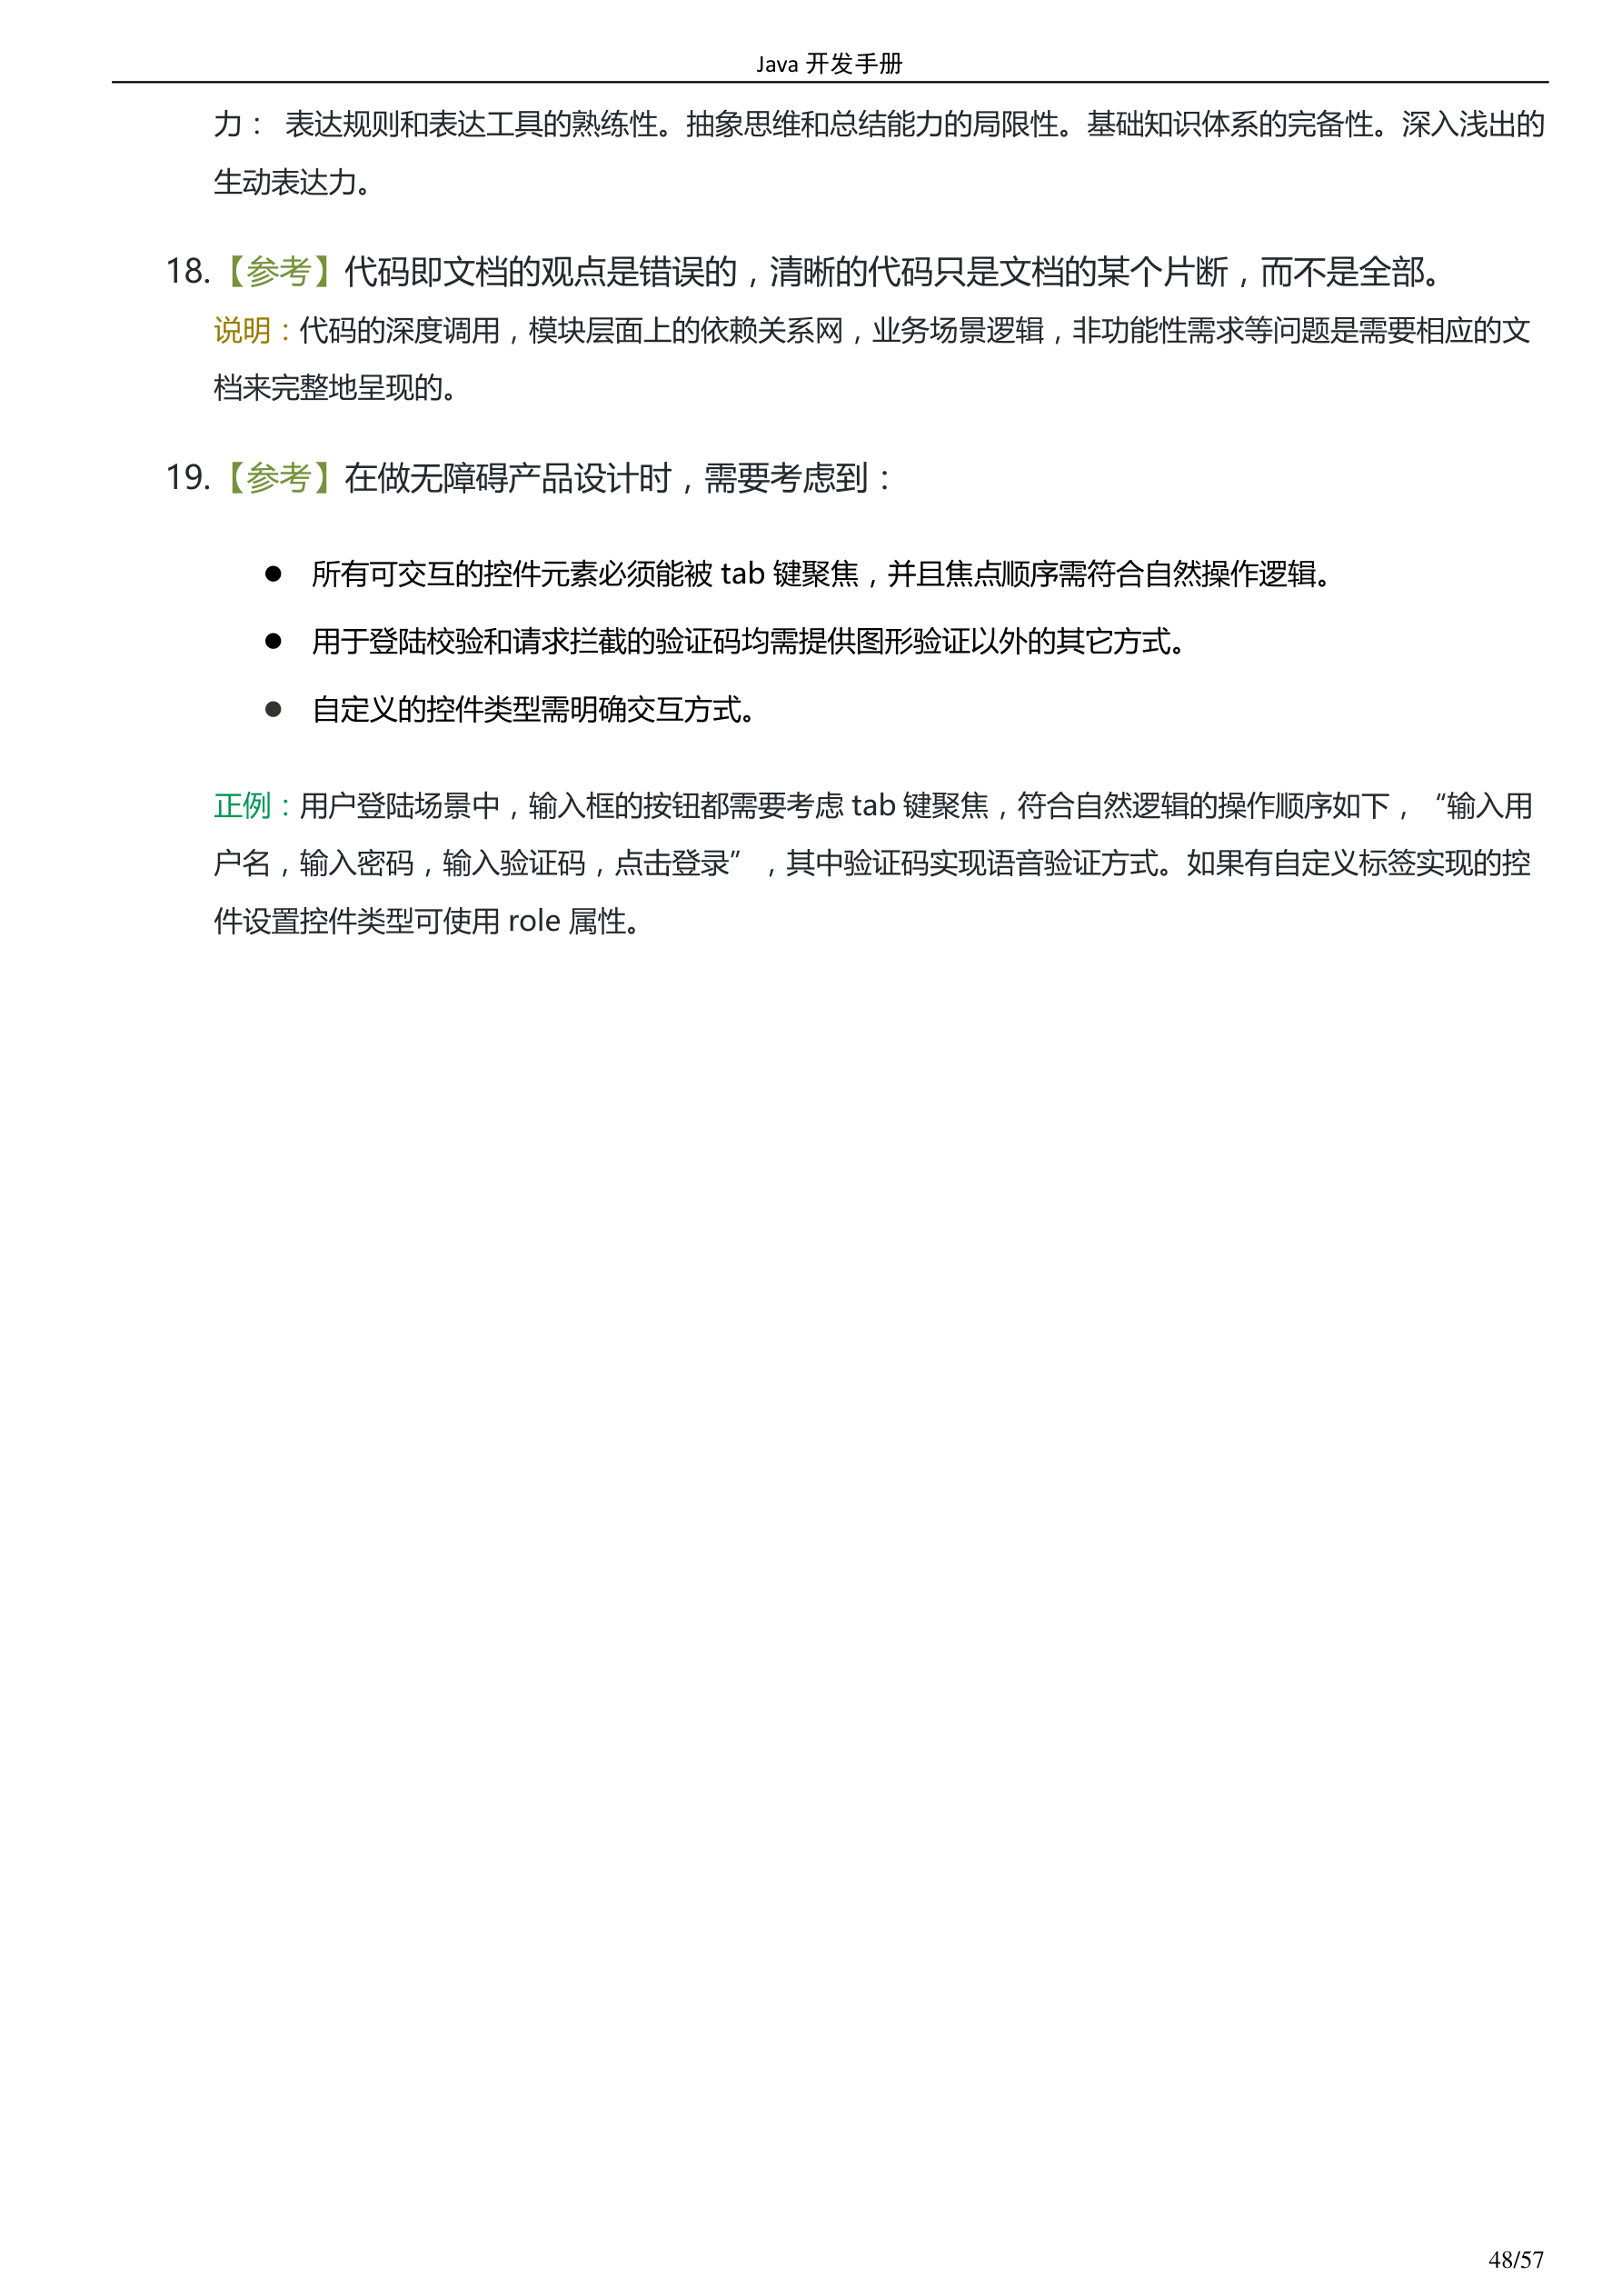 Java 开发手册
力： 表达规则和表达工具的熟练性。抽象思维和总结能力的局限性。基础知识体系的完备性。深入浅出的
生动表达力。
18.【参考】代码即文档的观点是错误的，清晰的代码只是文档的某个片断，而不是全部。
说明：代码的深度调用，模块层面上的依赖关系网，业务场景逻辑，非功能性需求等问题是需要相应的文
档来完整地呈现的。
19.【参考】在做无障碍产品设计时，需要考虑到：
● 所有可交互的控件元素必须能被 tab 键聚焦，并且焦点顺序需符合自然操作逻辑。
● 用于登陆校验和请求拦截的验证码均需提供图形验证以外的其它方式。
● 自定义的控件类型需明确交互方式。
正例：用户登陆场景中，输入框的按钮都需要考虑 tab 键聚焦，符合自然逻辑的操作顺序如下，“输入用
户名，输入密码，输入验证码，点击登录”，其中验证码实现语音验证方式。如果有自定义标签实现的控
件设置控件类型可使用 role 属性。
48/57